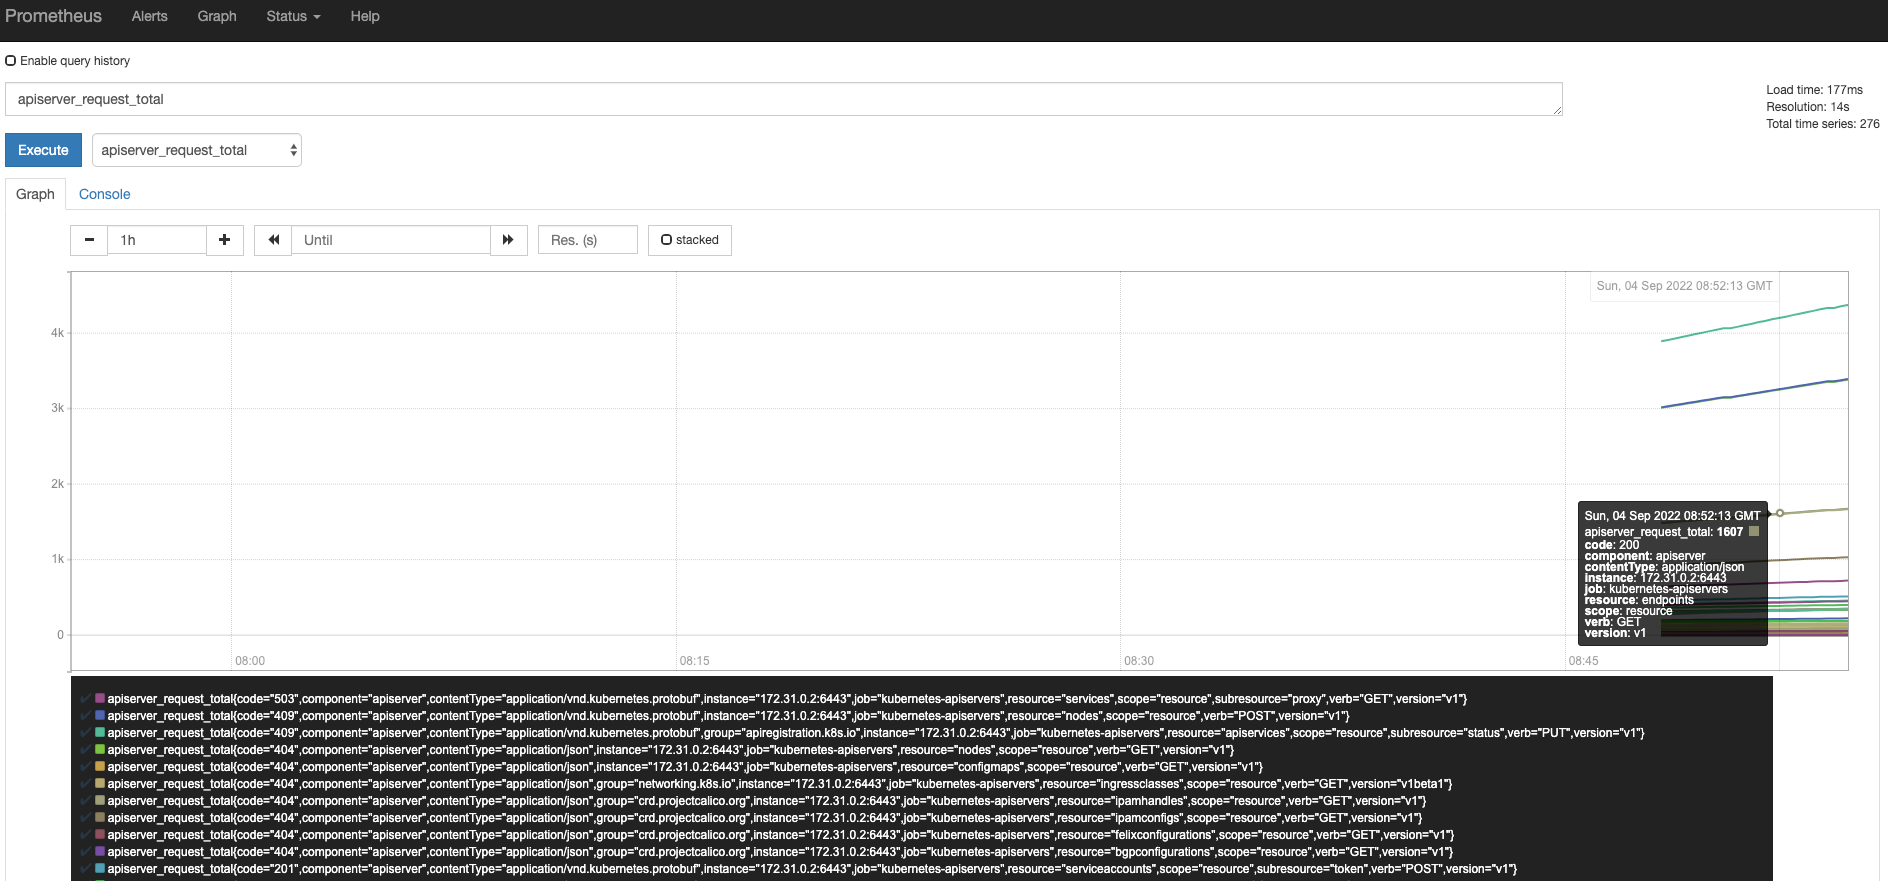 Prometheus Alerts Graph Status Help
Enable query history
apiserver_request_total
Load time: 177ms
Resolution: 14s
Total time series: 276
Execute apiserver_request_total
Graph Console
1h Until Res. (s) stacked
Sun, 04 Sep 2022 08:52:13 GMT
4k
3k
2k
1k
0
Sun, 04 Sep 2022 08:52:13 GMT
apiserver_request_total: 1607
code: 200
component: apiserver
contentType: application/json
instance: 172.31.0.2:6443
job: kubernetes-apiservers
resource: endpoints
scope: resource
verb: GET
version: v1
08:00 08:15 08:30 08:45
apiserver_request_total{code="503",component="apiserver",contentType="application/vnd.kubernetes.protobuf",instance="172.31.0.2:6443",job="kubernetes-apiservers",resource="services",scope="resource",subresource="proxy",verb="GET",version="v1"}
apiserver_request_total{code="409",component="apiserver",contentType="application/vnd.kubernetes.protobuf",instance="172.31.0.2:6443",job="kubernetes-apiservers",resource="nodes",scope="resource",verb="POST",version="v1"}
apiserver_request_total{code="409",component="apiserver",contentType="application/vnd.kubernetes.protobuf",group="apiregistration.k8s.io",instance="172.31.0.2:6443",job="kubernetes-apiservers",resource="apiservices",scope="resource",subresource="status",verb="PUT",version="v1"}
apiserver_request_total{code="404",component="apiserver",contentType="application/json",instance="172.31.0.2:6443",job="kubernetes-apiservers",resource="nodes",scope="resource",verb="GET",version="v1"}
apiserver_request_total{code="404",component="apiserver",contentType="application/json",instance="172.31.0.2:6443",job="kubernetes-apiservers",resource="configmaps",scope="resource",verb="GET",version="v1"}
apiserver_request_total{code="404",component="apiserver",contentType="application/json",group="networking.k8s.io",instance="172.31.0.2:6443",job="kubernetes-apiservers",resource="ingressclasses",scope="resource",verb="GET",version="v1beta1"}
apiserver_request_total{code="404",component="apiserver",contentType="application/json",group="crd.projectcalico.org",instance="172.31.0.2:6443",job="kubernetes-apiservers",resource="ipamhandles",scope="resource",verb="GET",version="v1"}
apiserver_request_total{code="404",component="apiserver",contentType="application/json",group="crd.projectcalico.org",instance="172.31.0.2:6443",job="kubernetes-apiservers",resource="ipamconfigs",scope="resource",verb="GET",version="v1"}
apiserver_request_total{code="404",component="apiserver",contentType="application/json",group="crd.projectcalico.org",instance="172.31.0.2:6443",job="kubernetes-apiservers",resource="felixconfigurations",scope="resource",verb="GET",version="v1"}
apiserver_request_total{code="404",component="apiserver",contentType="application/json",group="crd.projectcalico.org",instance="172.31.0.2:6443",job="kubernetes-apiservers",resource="bgpconfigurations",scope="resource",verb="GET",version="v1"}
apiserver_request_total{code="201",component="apiserver",contentType="application/vnd.kubernetes.protobuf",instance="172.31.0.2:6443",job="kubernetes-apiservers",resource="serviceaccounts",scope="resource",subresource="token",verb="POST",version="v1"}